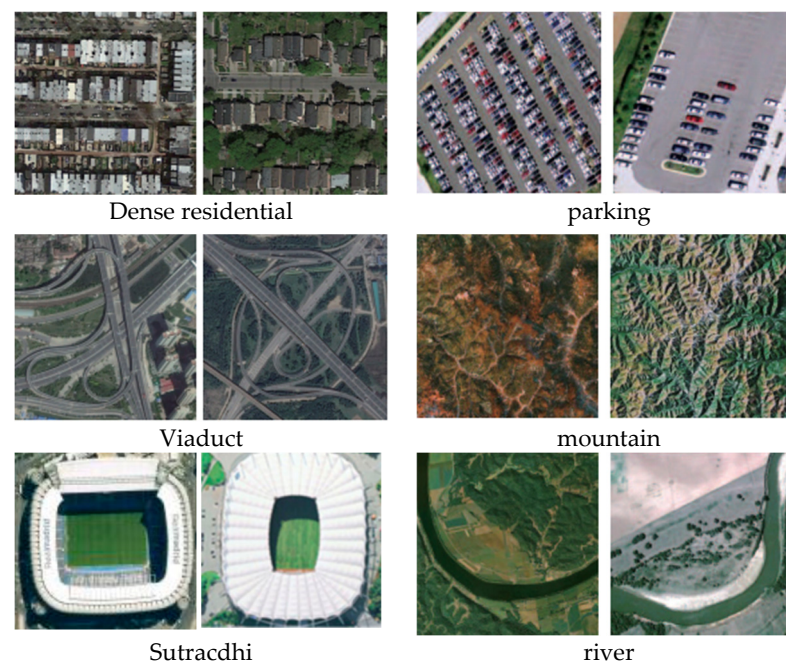 Dense residential
parking
Viaduct
mountain
Sutracdhi
river